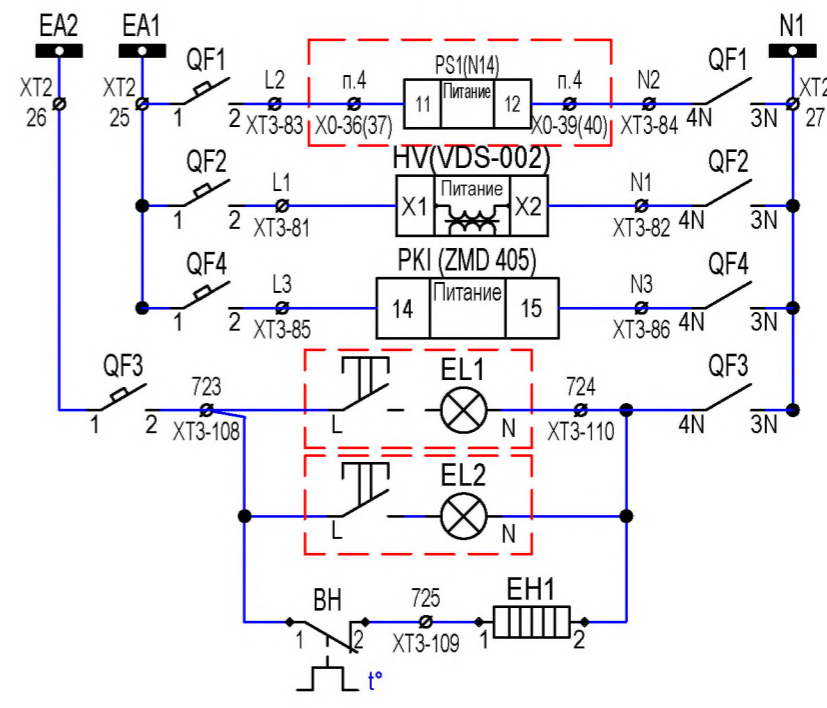 EA2 EA1 N1
QF1 L2 п.4 PS1(N14) п.4 N2 QF1
XT2 26 XT2 25 11 Питание 12 XT2 27
1 2 XT3-83 X0-36(37) X0-39(40) XT3-84 4N 3N
HV(VDS-002)
QF2 L1 X1 Питание X2 N1 QF2
1 2 XT3-81 XT3-82 4N 3N
PKI (ZMD 405)
QF4 L3 14 Питание 15 N3 QF4
1 2 XT3-85 XT3-86 4N 3N
QF3 723 EL1 724 QF3
1 2 XT3-108 L N XT3-110 4N 3N
EL2
L N
BH 725 EH1
1 2 XT3-109 1 2
t°